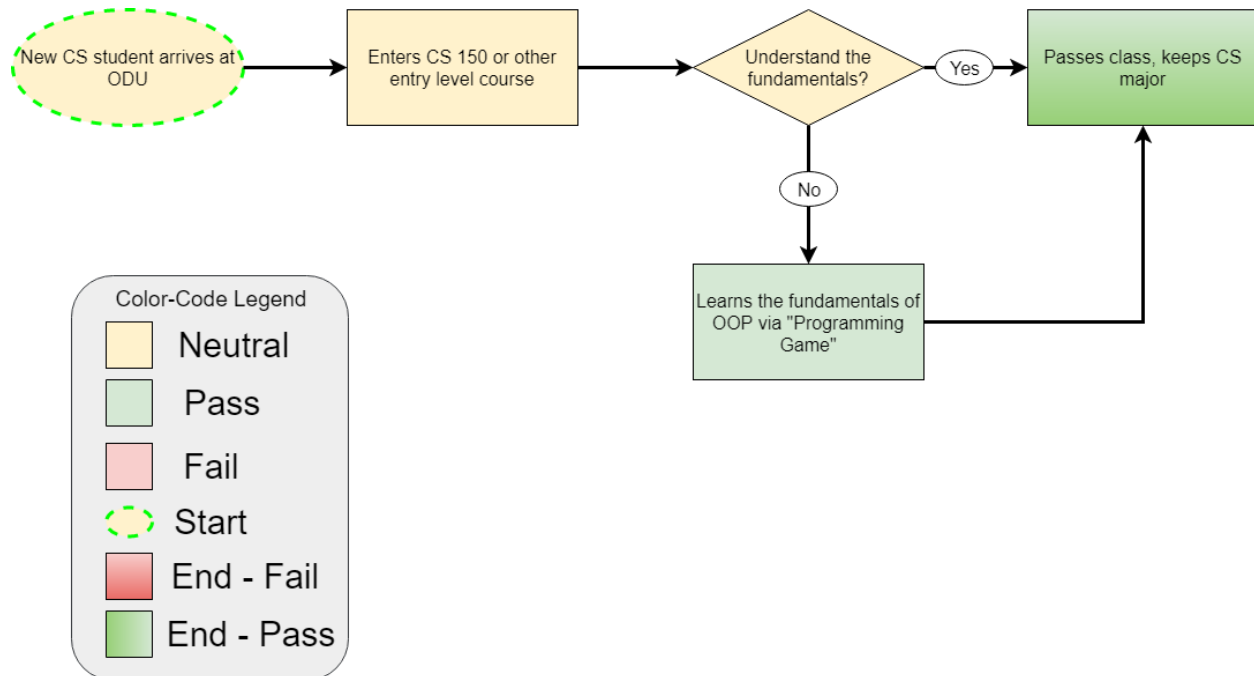 New CS student arrives at
ODU
Enters CS 150 or other
entry level course
Understand the
fundamentals?
Yes
Passes class, keeps CS
major
No
Learns the fundamentals of
OOP via "Programming
Game"
Color-Code Legend
Neutral
Pass
Fail
Start
End - Fail
End - Pass